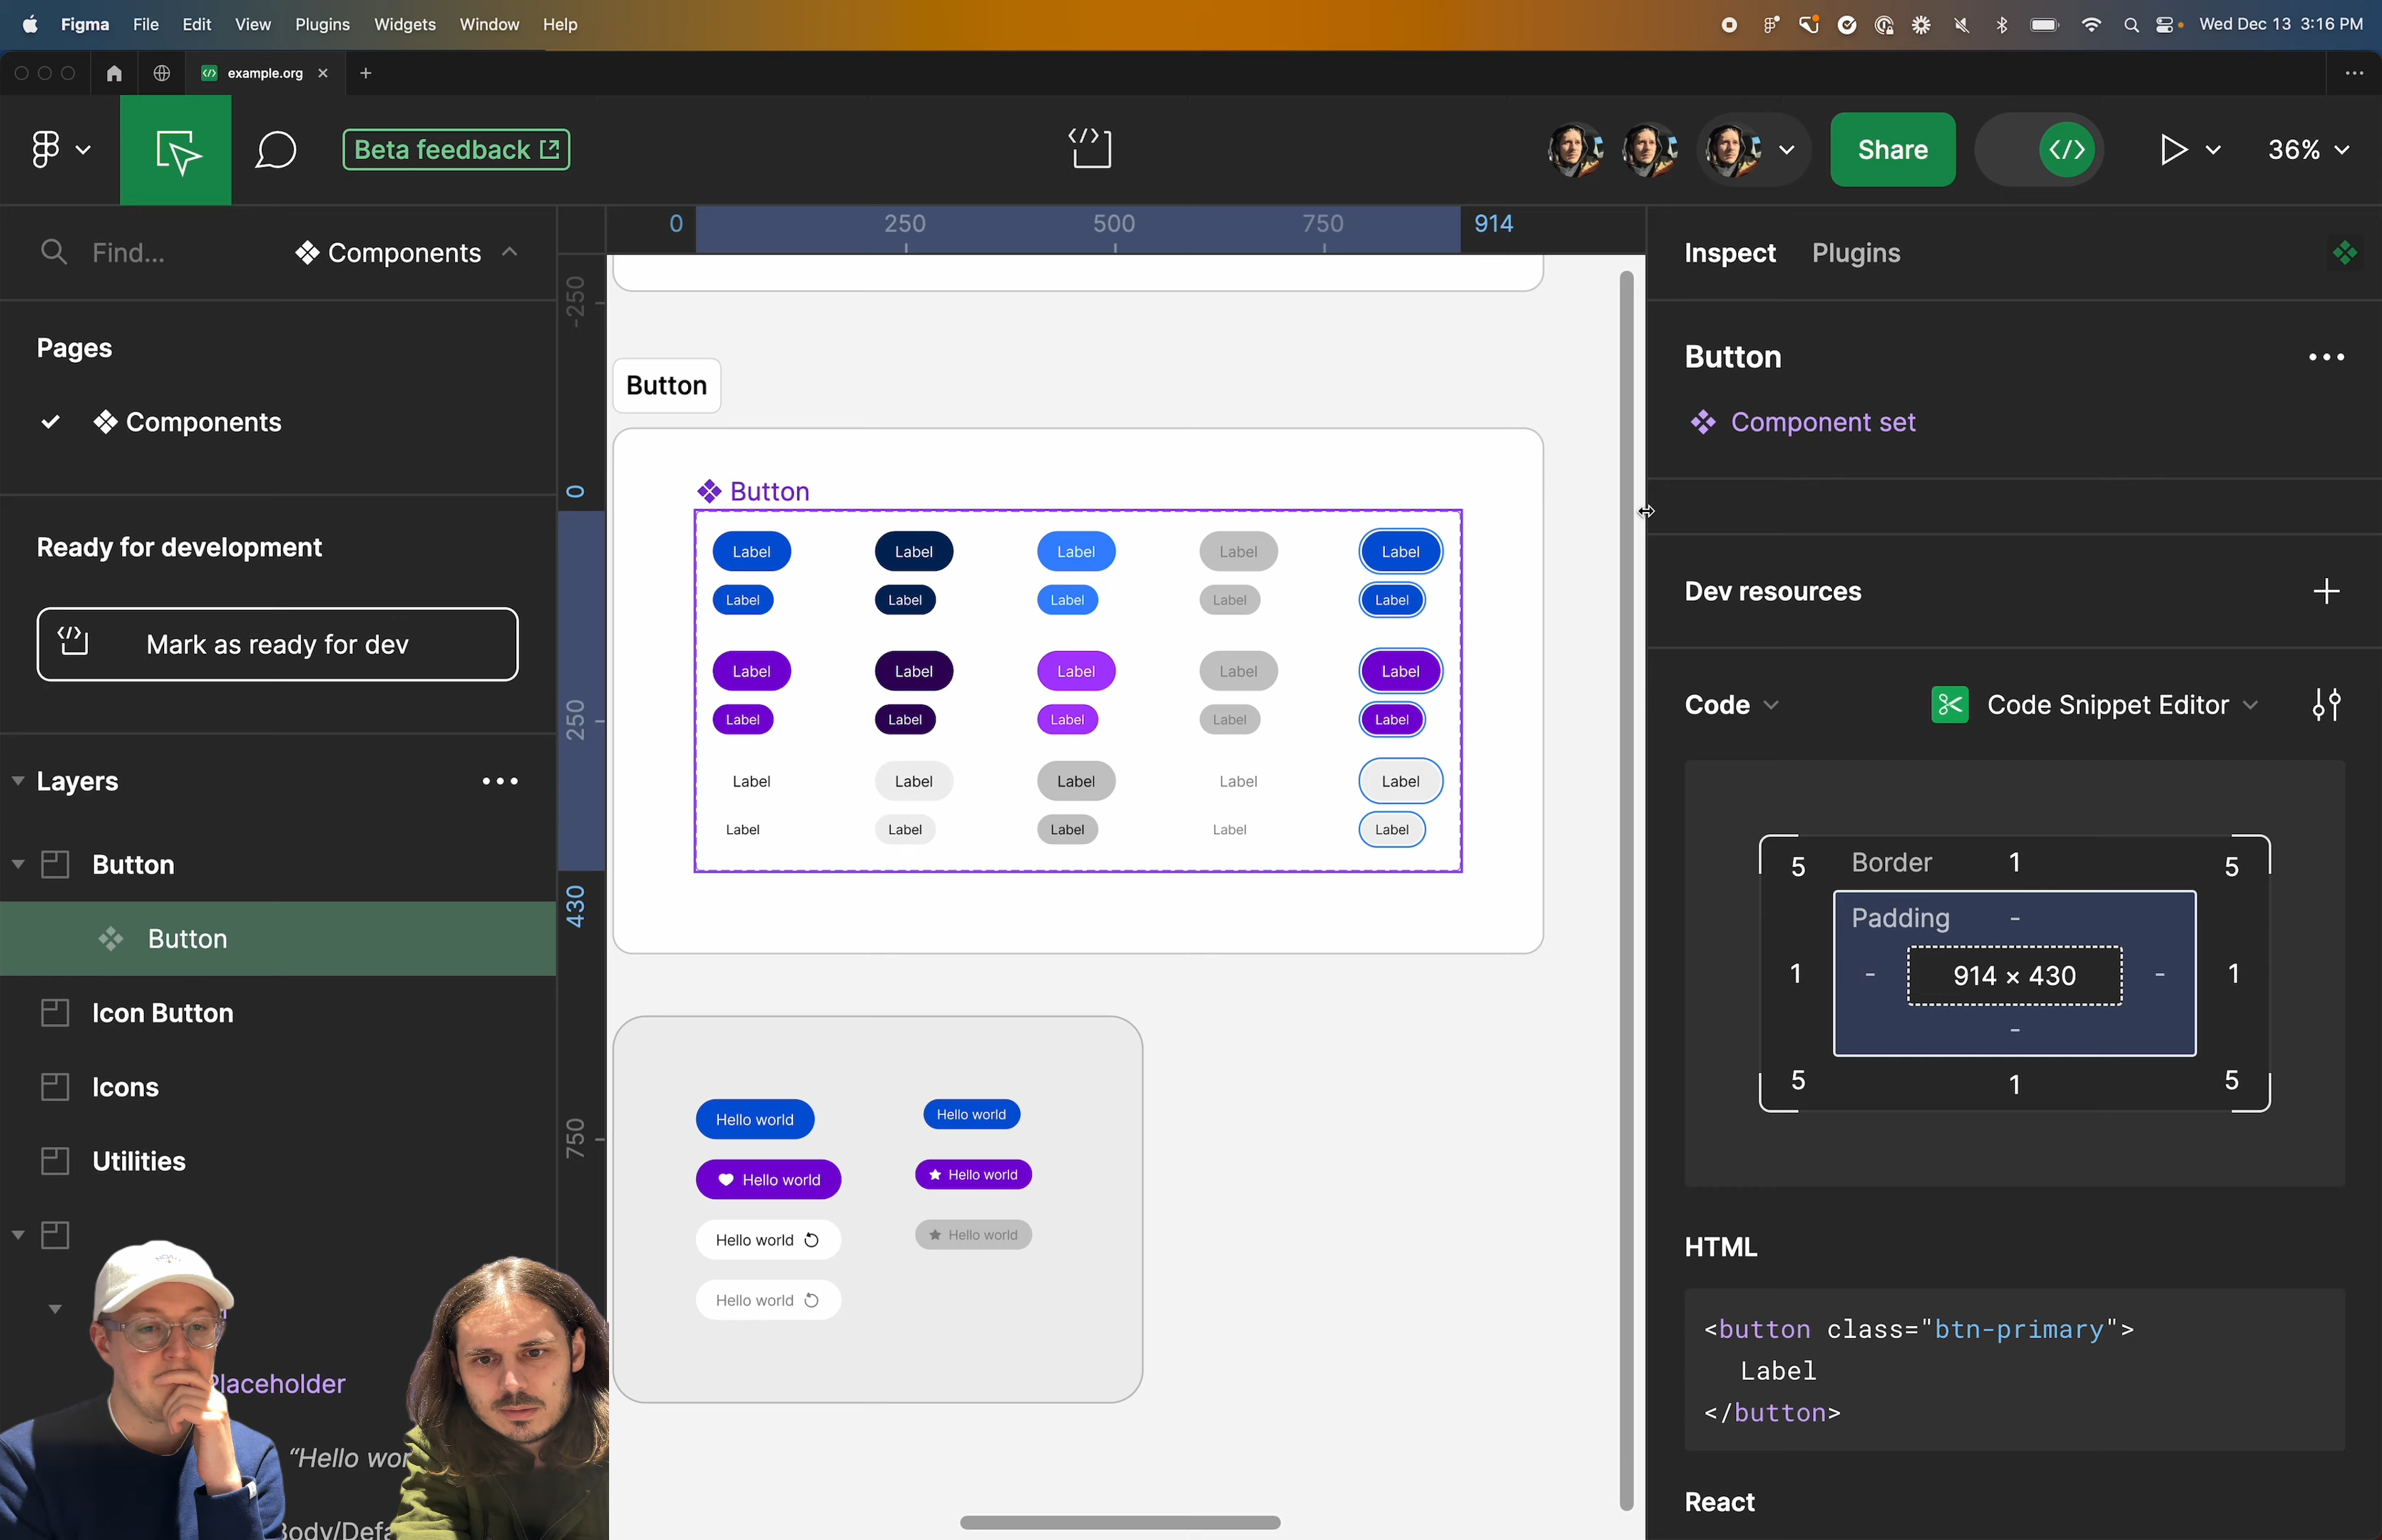 Figma File Edit View Plugins Widgets Window Help
Wed Dec 13 3:16 PM
example.org
Beta feedback
Share
36%
Find...
Components
0 250 500 750 914
Inspect Plugins
Pages
Components
Ready for development
Mark as ready for dev
Layers
Button
Button
Icon Button
Icons
Utilities
Placeholder
“Hello wor
Body/Defa
-250
0
250
430
750
Button
Button
Label Label Label Label Label
Label Label Label Label Label
Label Label Label Label Label
Label Label Label Label Label
Label Label Label Label Label
Label Label Label Label Label
Hello world Hello world
Hello world Hello world
Hello world Hello world
Hello world
Button
Component set
Dev resources
Code
Code Snippet Editor
5 Border 1 5
Padding -
1 - 914 × 430 - 1
-
5 1 5
HTML
<button class="btn-primary">
Label
</button>
React